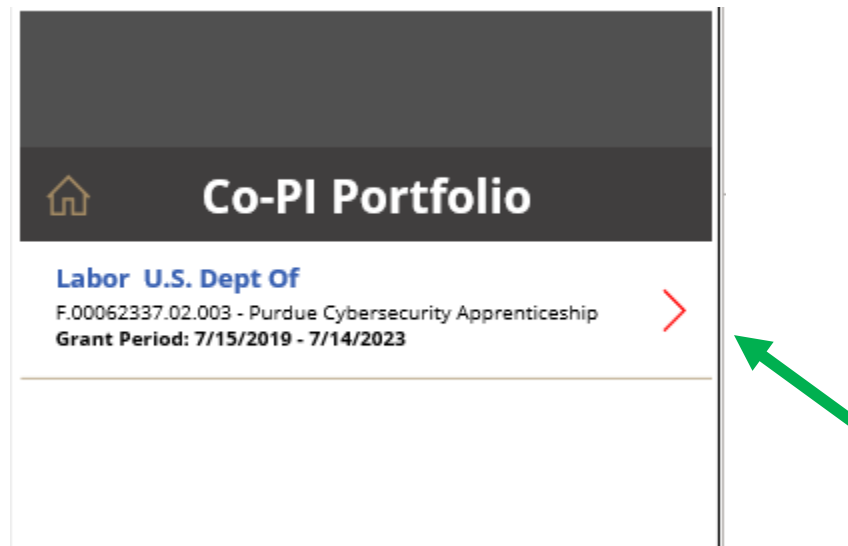 Co-PI Portfolio
Labor  U.S. Dept Of
F.00062337.02.003 - Purdue Cybersecurity Apprenticeship
Grant Period: 7/15/2019 - 7/14/2023